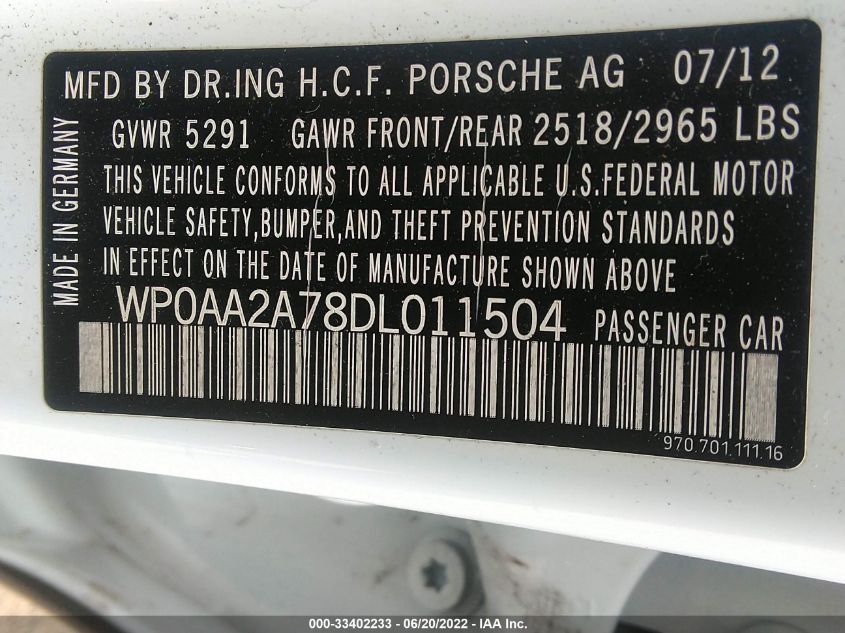 MFD BY DR.ING H.C.F. PORSCHE AG 07/12
GVWR 5291 GAWR FRONT/REAR 2518/2965 LBS
THIS VEHICLE CONFORMS TO ALL APPLICABLE U.S.FEDERAL MOTOR
VEHICLE SAFETY,BUMPER,AND THEFT PREVENTION STANDARDS
IN EFFECT ON THE DATE OF MANUFACTURE SHOWN ABOVE
MADE IN GERMANY
WP0AA2A78DL011504 PASSENGER CAR
970.701.111.16
000-33402233 - 06/20/2022 - IAA Inc.